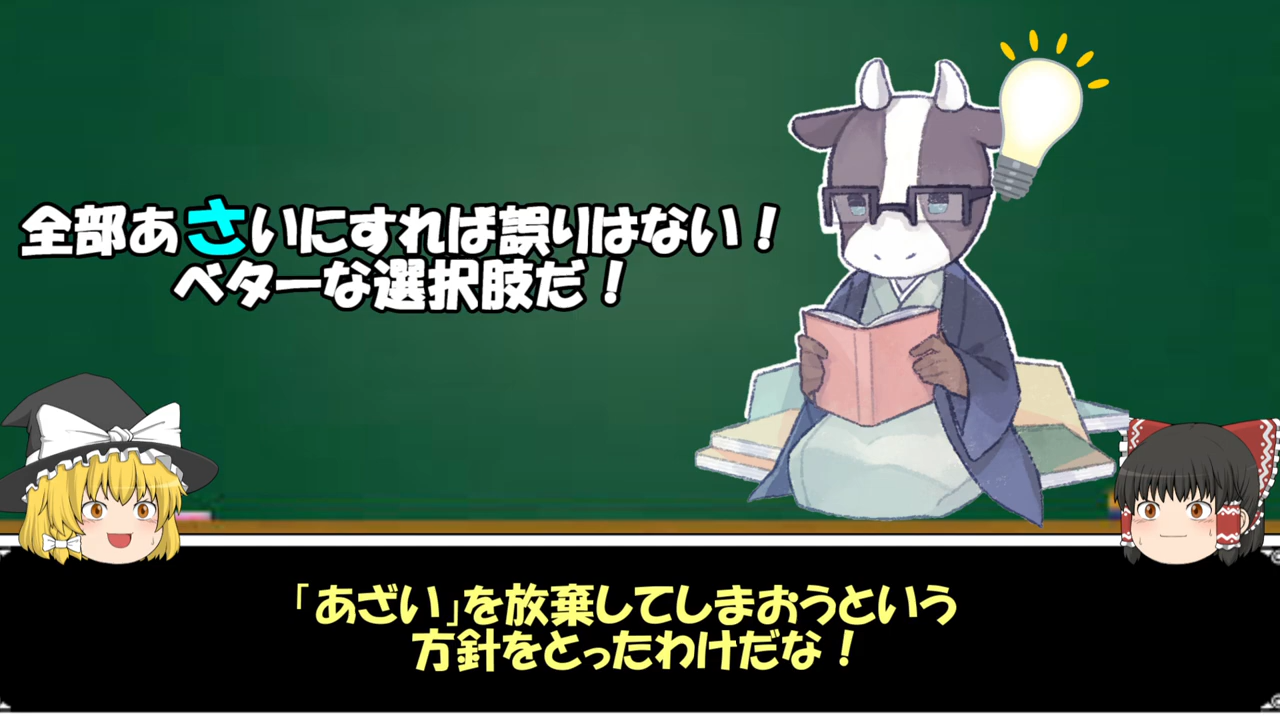 全部あさいにすれば誤りはない！
ベターな選択肢だ！
「あざい」を放棄してしまおうという
方針をとったわけだな！